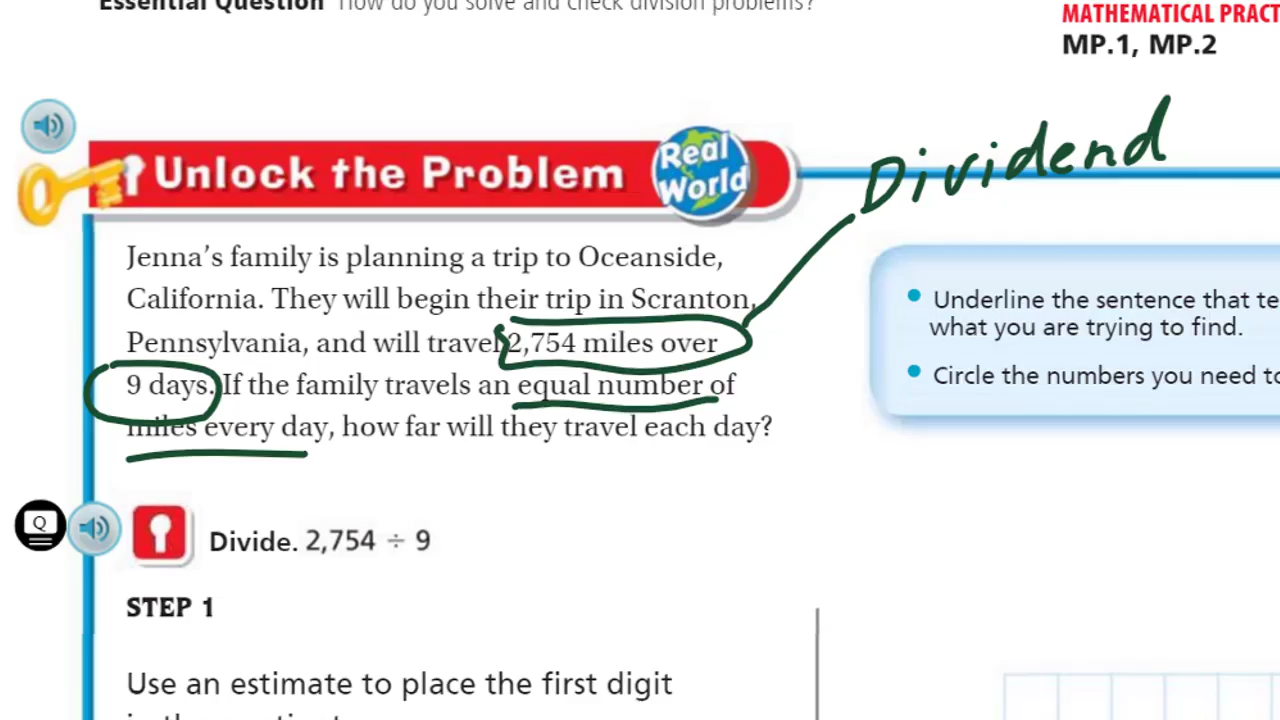 Essential Question How do you solve and check division problems?
MATHEMATICAL PRACT
MP.1, MP.2
Dividend
Unlock the Problem
Real
World
Jenna's family is planning a trip to Oceanside,
California. They will begin their trip in Scranton,
Pennsylvania, and will travel 2,754 miles over
9 days. If the family travels an equal number of
miles every day, how far will they travel each day?
Underline the sentence that te
what you are trying to find.
Circle the numbers you need to
Q
Divide. 2,754 ÷ 9
STEP 1
Use an estimate to place the first digit